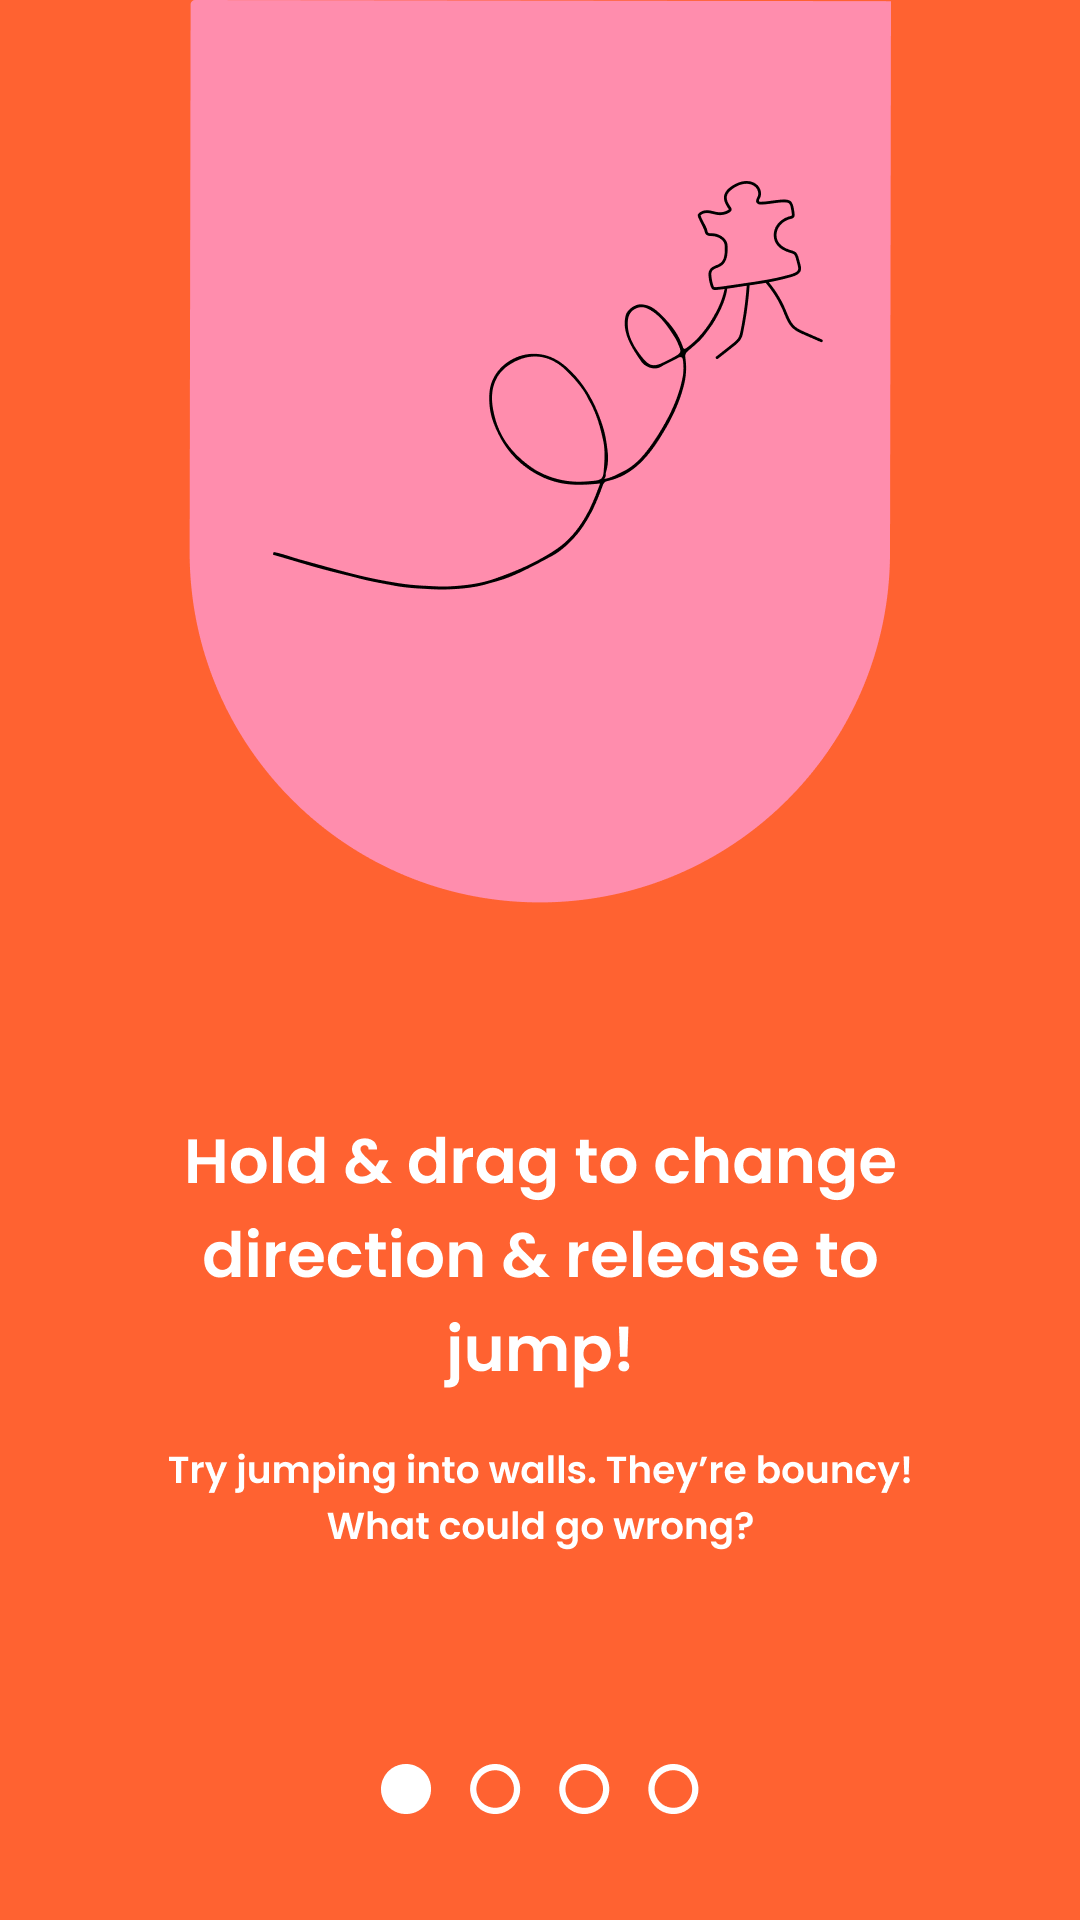 Hold & drag to change
direction & release to
jump!
Try jumping into walls. They’re bouncy!
What could go wrong?